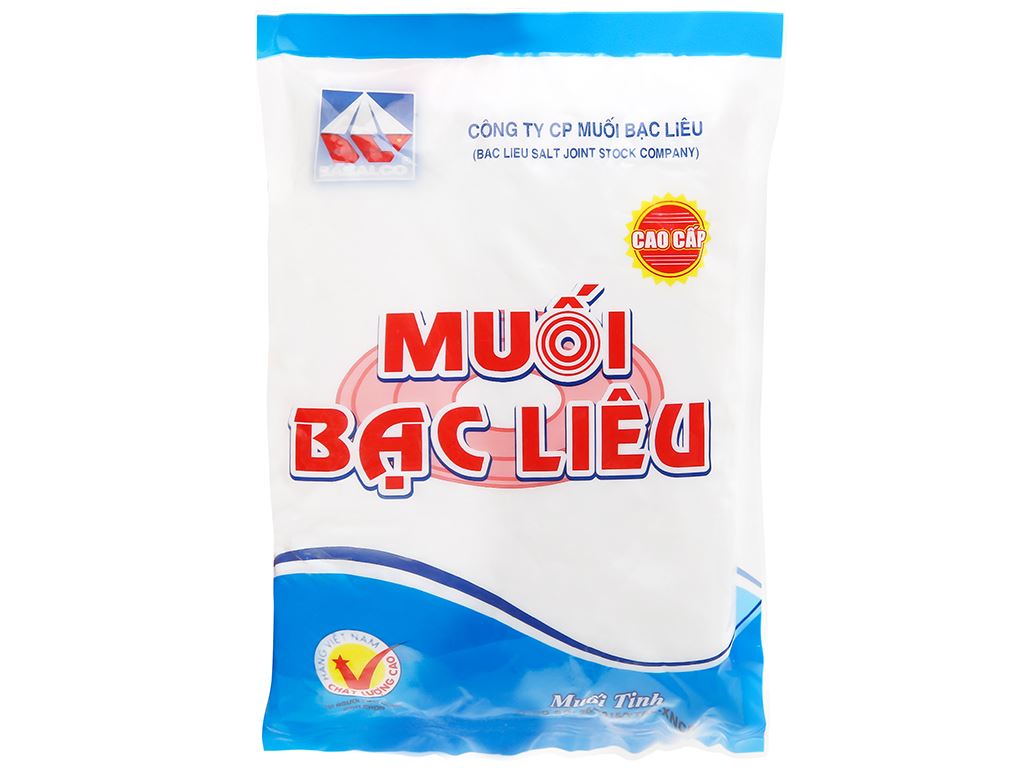 BASALCO
CÔNG TY CP MUỐI BẠC LIÊU
(BAC LIEU SALT JOINT STOCK COMPANY)
CAO CẤP
MUỐI
BẠC LIÊU
HÀNG VIỆT NAM
CHẤT LƯỢNG CAO
Muối Tinh